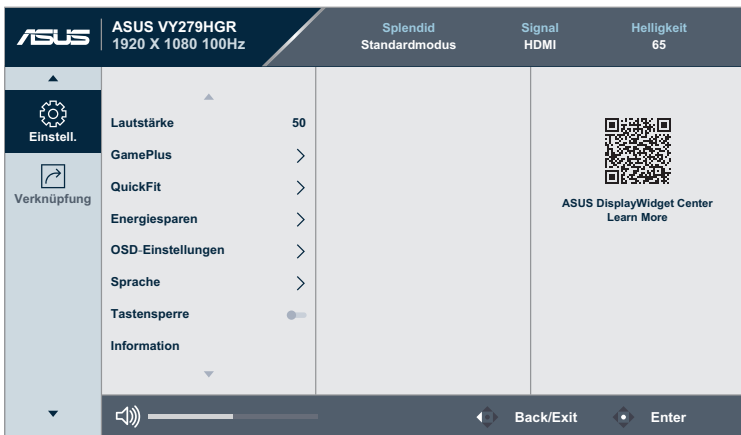 ASUS
ASUS VY279HGR
1920 X 1080 100Hz
Splendid
Standardmodus
Signal
HDMI
Helligkeit
65
Einstell.
Verknüpfung
Lautstärke 50
GamePlus
QuickFit
Energiesparen
OSD-Einstellungen
Sprache
Tastensperre
Information
ASUS DisplayWidget Center
Learn More
Back/Exit
Enter